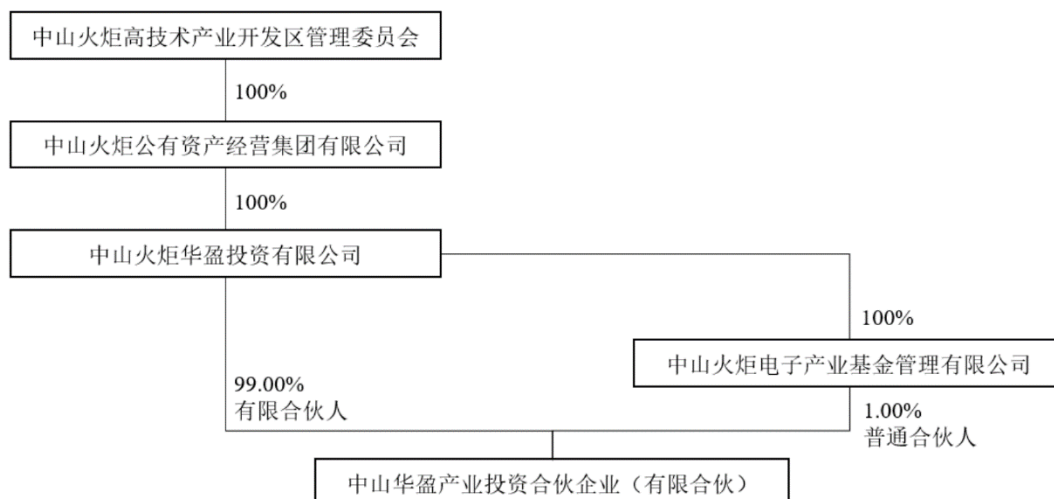 中山火炬高技术产业开发区管理委员会
100%
中山火炬公有资产经营集团有限公司
100%
中山火炬华盈投资有限公司
100%
中山火炬电子产业基金管理有限公司
99.00%
有限合伙人
1.00%
普通合伙人
中山华盈产业投资合伙企业（有限合伙）